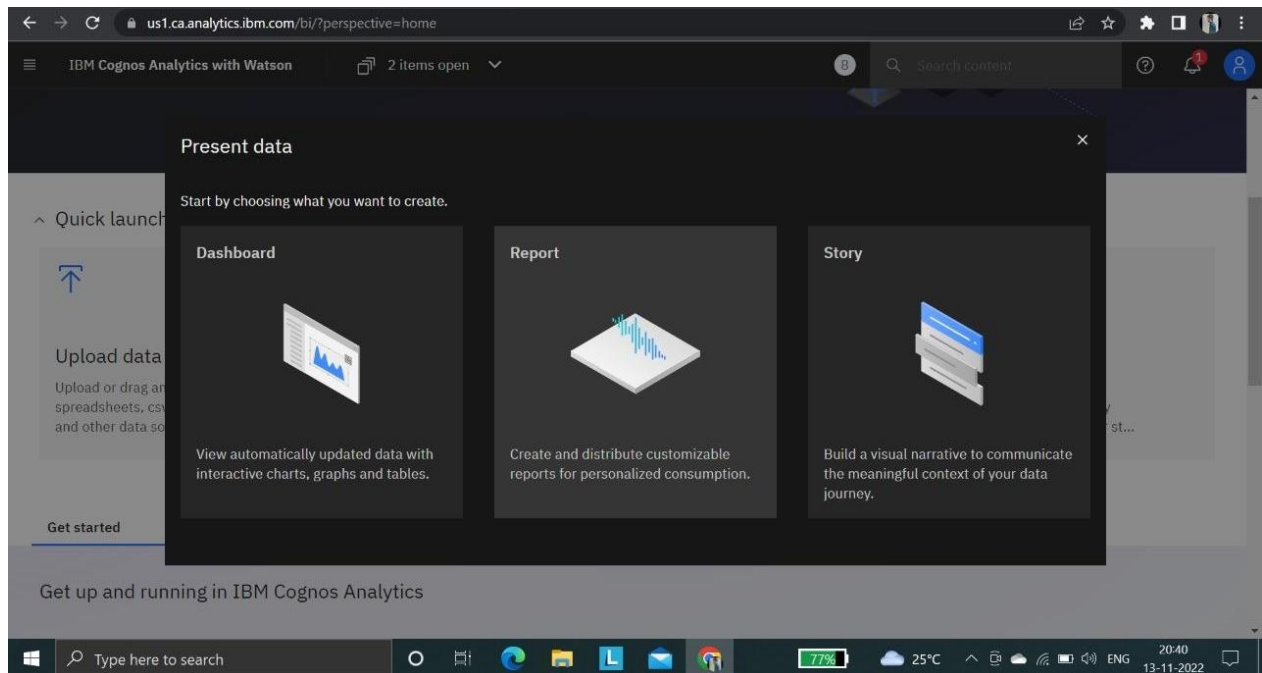 us1.ca.analytics.ibm.com/bi/?perspective=home
IBM Cognos Analytics with Watson
2 items open
8
Search content
1
Present data
Start by choosing what you want to create.
Quick launch
Dashboard
Report
Story
Upload data
Upload or drag an
spreadsheets, csv
and other data so
st...
View automatically updated data with
interactive charts, graphs and tables.
Create and distribute customizable
reports for personalized consumption.
Build a visual narrative to communicate
the meaningful context of your data
journey.
Get started
Get up and running in IBM Cognos Analytics
Type here to search
L
77%
25°C
ENG
20:40
13-11-2022